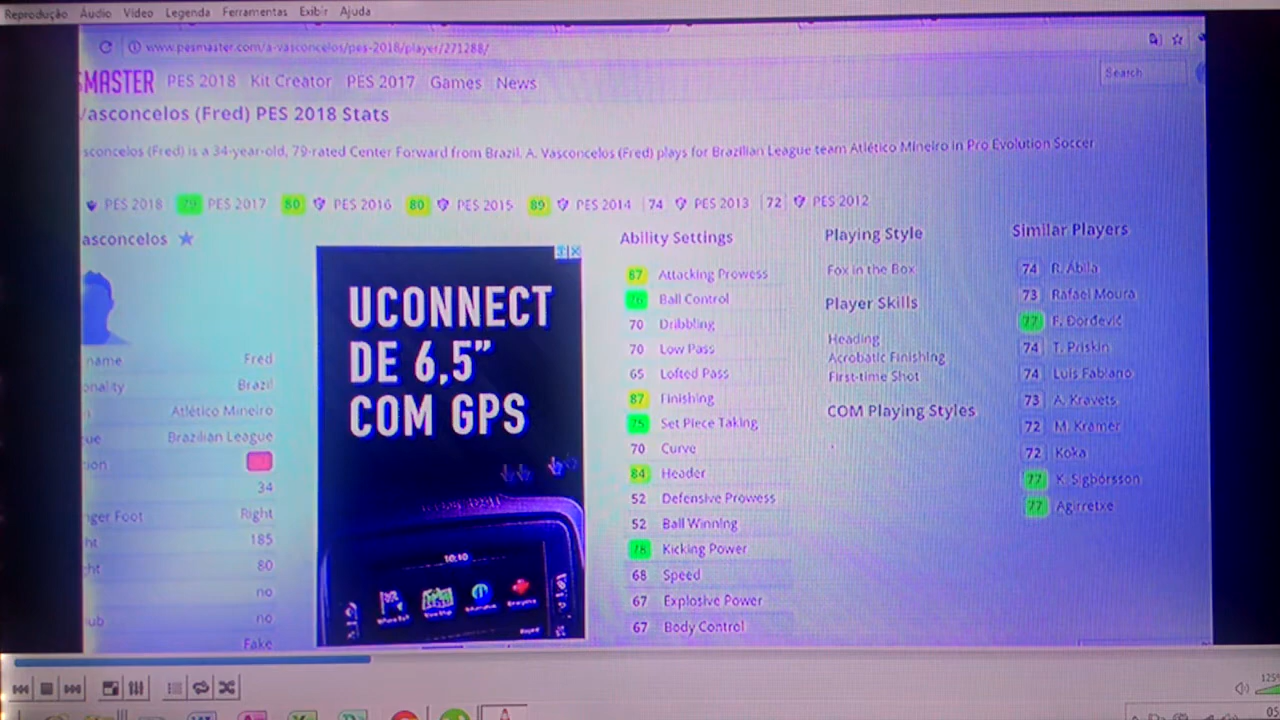 Reprodução Áudio Vídeo Legenda Ferramentas Exibir Ajuda
www.pesmaster.com/a-vasconcelos/pes-2018/player/271288/
SMASTER PES 2018 Kit Creator PES 2017 Games News
Search
Vasconcelos (Fred) PES 2018 Stats
sconcelos (Fred) is a 34-year-old, 79-rated Center Forward from Brazil. A. Vasconcelos (Fred) plays for Brazilian League team Atlético Mineiro in Pro Evolution Soccer
PES 2018 79 PES 2017 80 PES 2016 80 PES 2015 89 PES 2014 74 PES 2013 72 PES 2012
asconcelos
name Fred
onality Brazil
Atlético Mineiro
ue Brazilian League
ion
34
nger Foot Right
ht 185
ht 80
no
lub no
Fake
UCONNECT
DE 6,5”
COM GPS
10:10
Ability Settings
87 Attacking Prowess
76 Ball Control
70 Dribbling
70 Low Pass
65 Lofted Pass
87 Finishing
75 Set Piece Taking
70 Curve
84 Header
52 Defensive Prowess
52 Ball Winning
78 Kicking Power
68 Speed
67 Explosive Power
67 Body Control
Playing Style
Fox in the Box
Player Skills
Heading
Acrobatic Finishing
First-time Shot
COM Playing Styles
Similar Players
74 R. Ábila
73 Rafael Moura
77 F. Đorđević
74 T. Priskin
74 Luis Fabiano
73 A. Kravets
72 M. Kramer
72 Koka
77 K. Sigþórsson
77 Agirretxe
125%
05